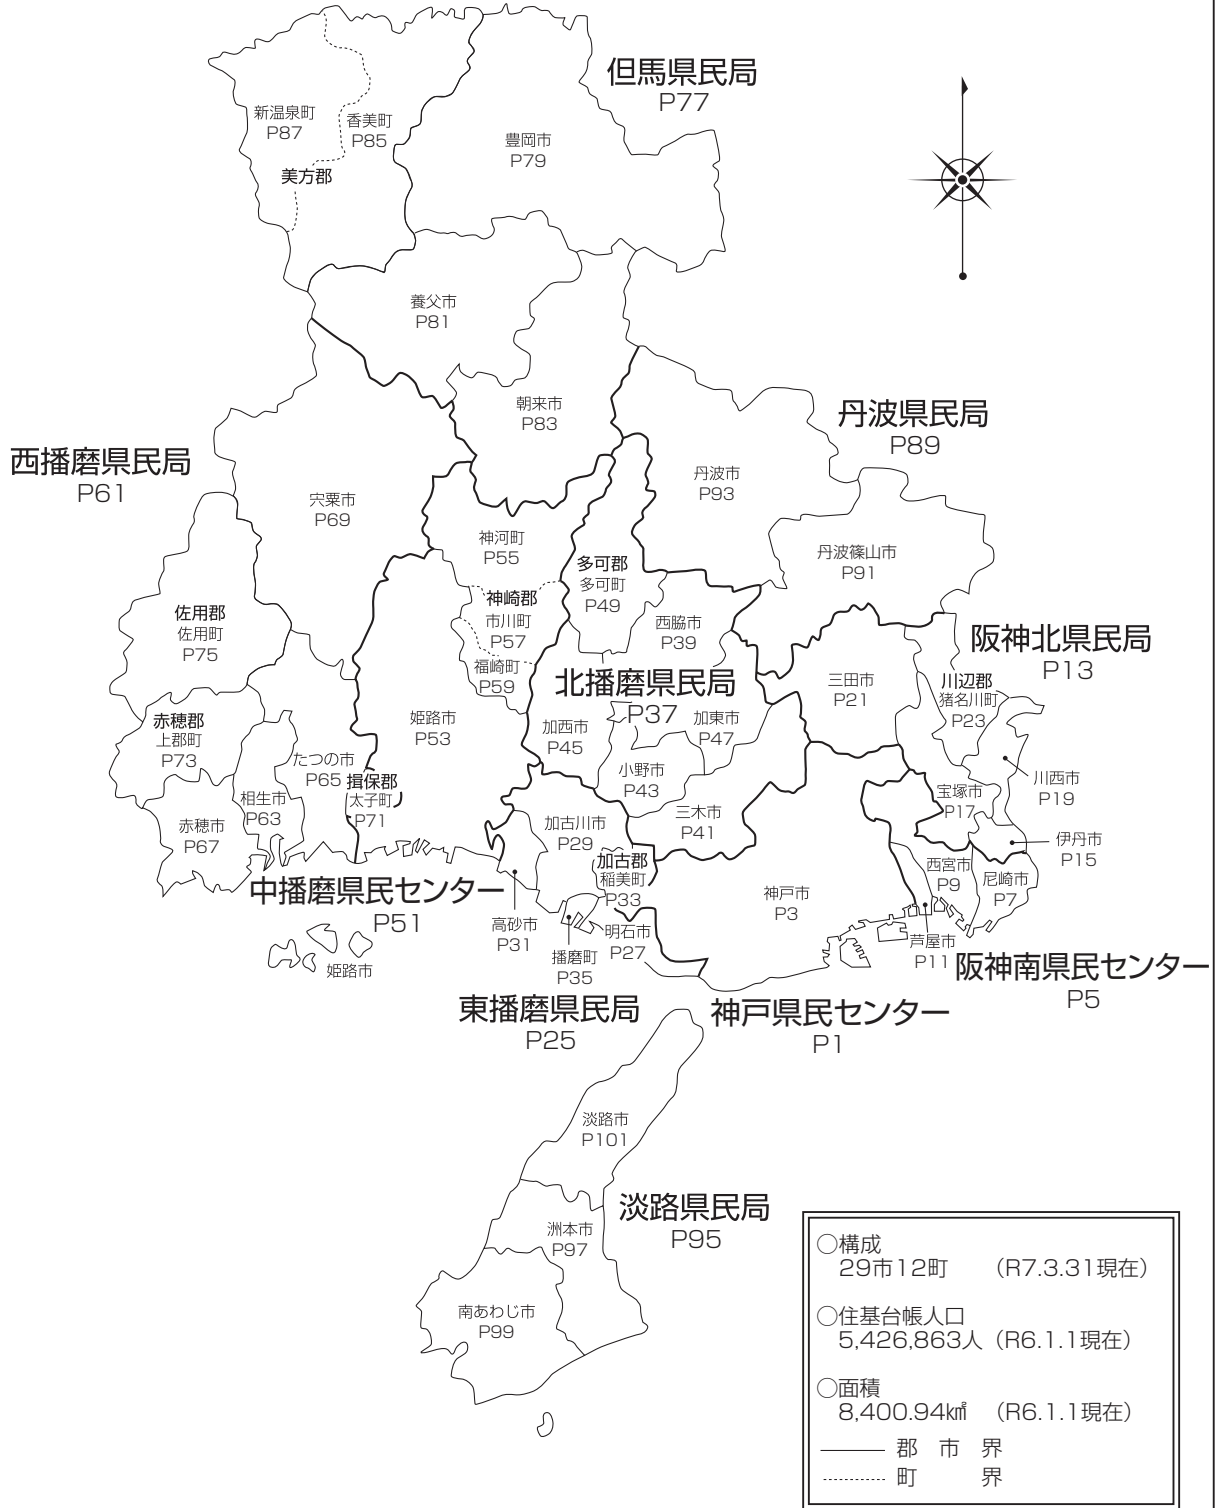 但馬県民局
P77
新温泉町
P87
香美町
P85
美方郡
豊岡市
P79
養父市
P81
朝来市
P83
丹波県民局
P89
丹波市
P93
丹波篠山市
P91
西播磨県民局
P61
宍粟市
P69
佐用郡
佐用町
P75
赤穂郡
上郡町
P73
赤穂市
P67
相生市
P63
たつの市
P65
揖保郡
太子町
P71
神河町
P55
神崎郡
市川町
P57
福崎町
P59
姫路市
P53
中播磨県民センター
P51
姫路市
多可郡
多可町
P49
西脇市
P39
北播磨県民局
P37
加西市
P45
加東市
P47
小野市
P43
三木市
P41
阪神北県民局
P13
三田市
P21
川辺郡
猪名川町
P23
川西市
P19
宝塚市
P17
伊丹市
P15
西宮市
P9
尼崎市
P7
芦屋市
P11
阪神南県民センター
P5
加古川市
P29
加古郡
稲美町
P33
高砂市
P31
播磨町
P35
明石市
P27
東播磨県民局
P25
神戸市
P3
神戸県民センター
P1
淡路市
P101
淡路県民局
P95
洲本市
P97
南あわじ市
P99
○構成
29市12町 （R7.3.31現在）
○住基台帳人口
5,426,863人（R6.1.1現在）
○面積
8,400.94㎢ （R6.1.1現在）
郡 市 界
町 界